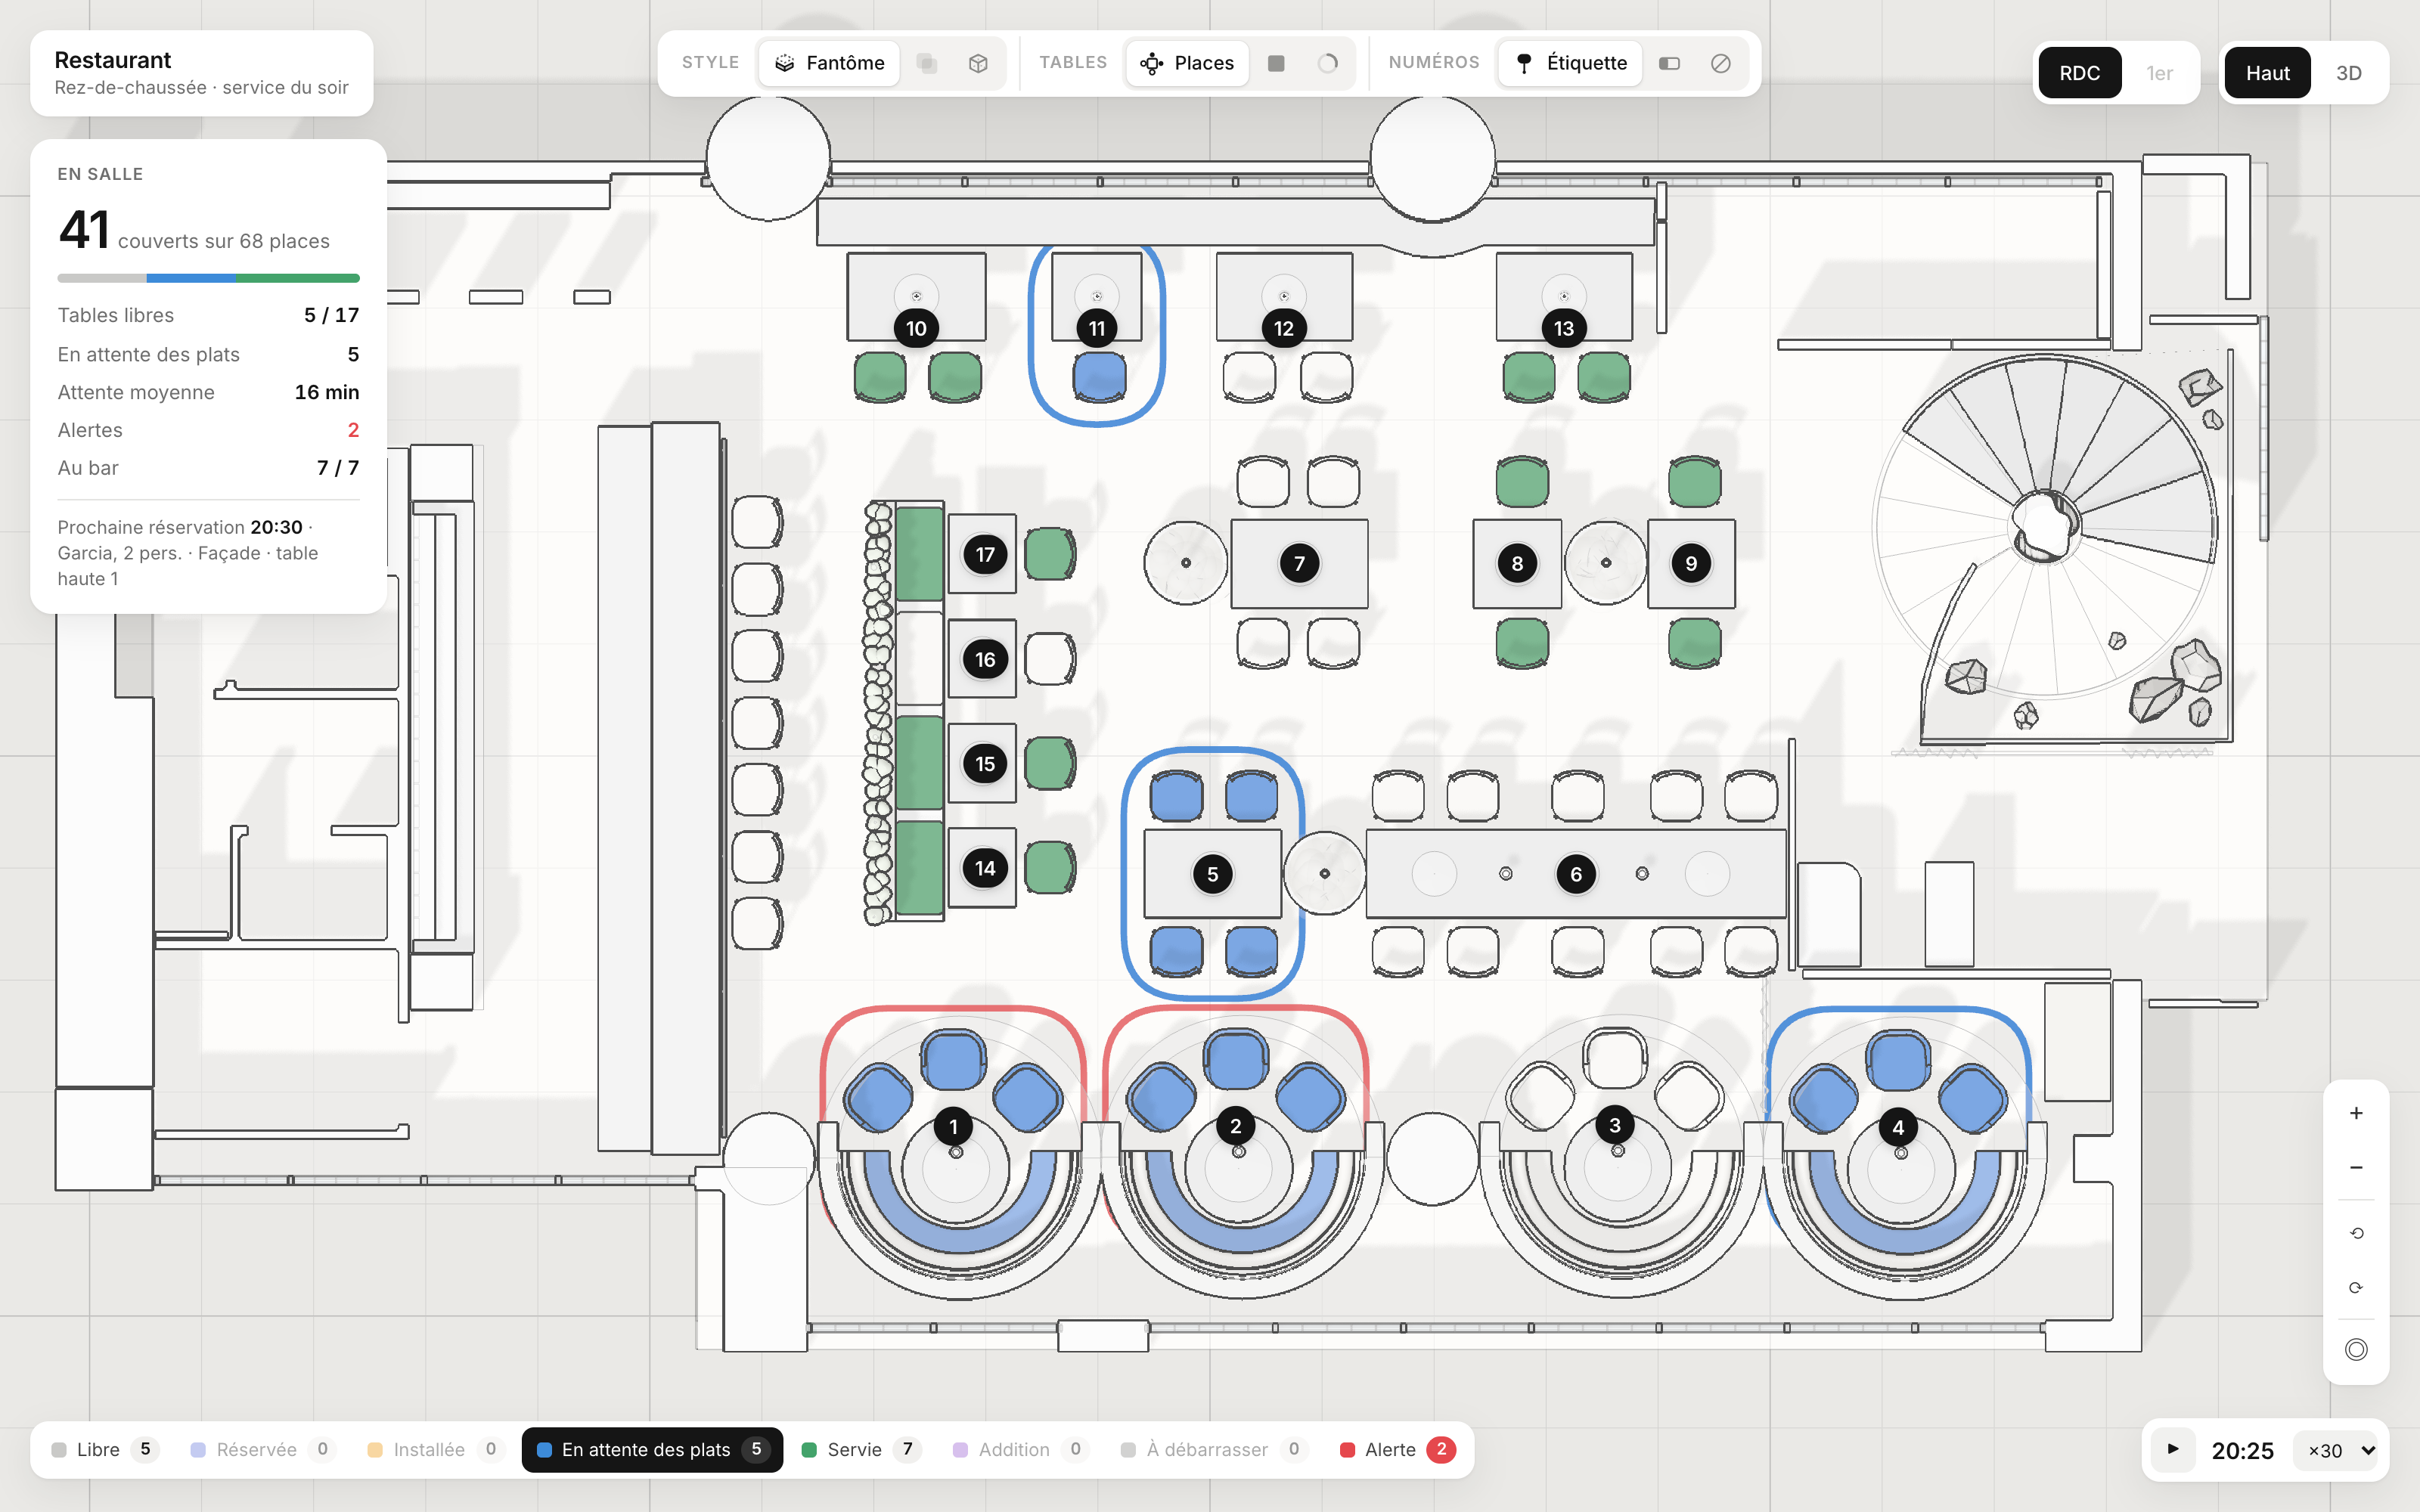 Restaurant
Rez-de-chaussée · service du soir
STYLE Fantôme TABLES Places NUMÉROS Étiquette
RDC 1er Haut 3D
EN SALLE
41 couverts sur 68 places
Tables libres 5 / 17
En attente des plats 5
Attente moyenne 16 min
Alertes 2
Au bar 7 / 7
Prochaine réservation 20:30 ·
Garcia, 2 pers. · Façade · table
haute 1
10 11 12 13
17 7 8 9
16
15
14 5 6
1 2 3 4
+
−
Libre 5 Réservée 0 Installée 0 En attente des plats 5 Servie 7 Addition 0 À débarrasser 0 Alerte 2
20:25 ×30